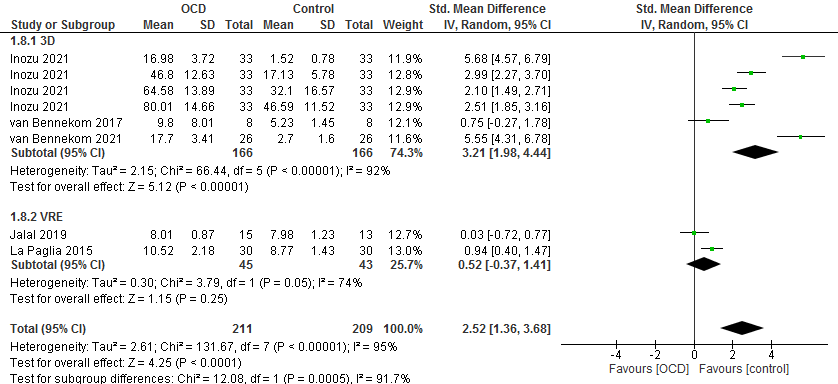 OCD Control Std. Mean Difference Std. Mean Difference
Study or Subgroup Mean SD Total Mean SD Total Weight IV, Random, 95% CI IV, Random, 95% CI
1.8.1 3D
Inozu 2021 16.98 3.72 33 1.52 0.78 33 11.9% 5.68 [4.57, 6.79]
Inozu 2021 46.8 12.63 33 17.13 5.78 33 12.8% 2.99 [2.27, 3.70]
Inozu 2021 64.58 13.89 33 32.1 16.57 33 12.9% 2.10 [1.49, 2.71]
Inozu 2021 80.01 14.66 33 46.59 11.52 33 12.9% 2.51 [1.85, 3.16]
van Bennekom 2017 9.8 8.01 8 5.23 1.45 8 12.1% 0.75 [-0.27, 1.78]
van Bennekom 2021 17.7 3.41 26 2.7 1.6 26 11.6% 5.55 [4.31, 6.78]
Subtotal (95% CI) 166 166 74.3% 3.21 [1.98, 4.44]
Heterogeneity: Tau² = 2.15; Chi² = 66.44, df = 5 (P < 0.00001); I² = 92%
Test for overall effect: Z = 5.12 (P < 0.00001)
1.8.2 VRE
Jalal 2019 8.01 0.87 15 7.98 1.23 13 12.7% 0.03 [-0.72, 0.77]
La Paglia 2015 10.52 2.18 30 8.77 1.43 30 13.0% 0.94 [0.40, 1.47]
Subtotal (95% CI) 45 43 25.7% 0.52 [-0.37, 1.41]
Heterogeneity: Tau² = 0.30; Chi² = 3.79, df = 1 (P = 0.05); I² = 74%
Test for overall effect: Z = 1.15 (P = 0.25)
Total (95% CI) 211 209 100.0% 2.52 [1.36, 3.68]
Heterogeneity: Tau² = 2.61; Chi² = 131.67, df = 7 (P < 0.00001); I² = 95%
Test for overall effect: Z = 4.25 (P < 0.0001)
Test for subgroup differences: Chi² = 12.08, df = 1 (P = 0.0005), I² = 91.7%
-4 -2 0 2 4
Favours [OCD] Favours [control]